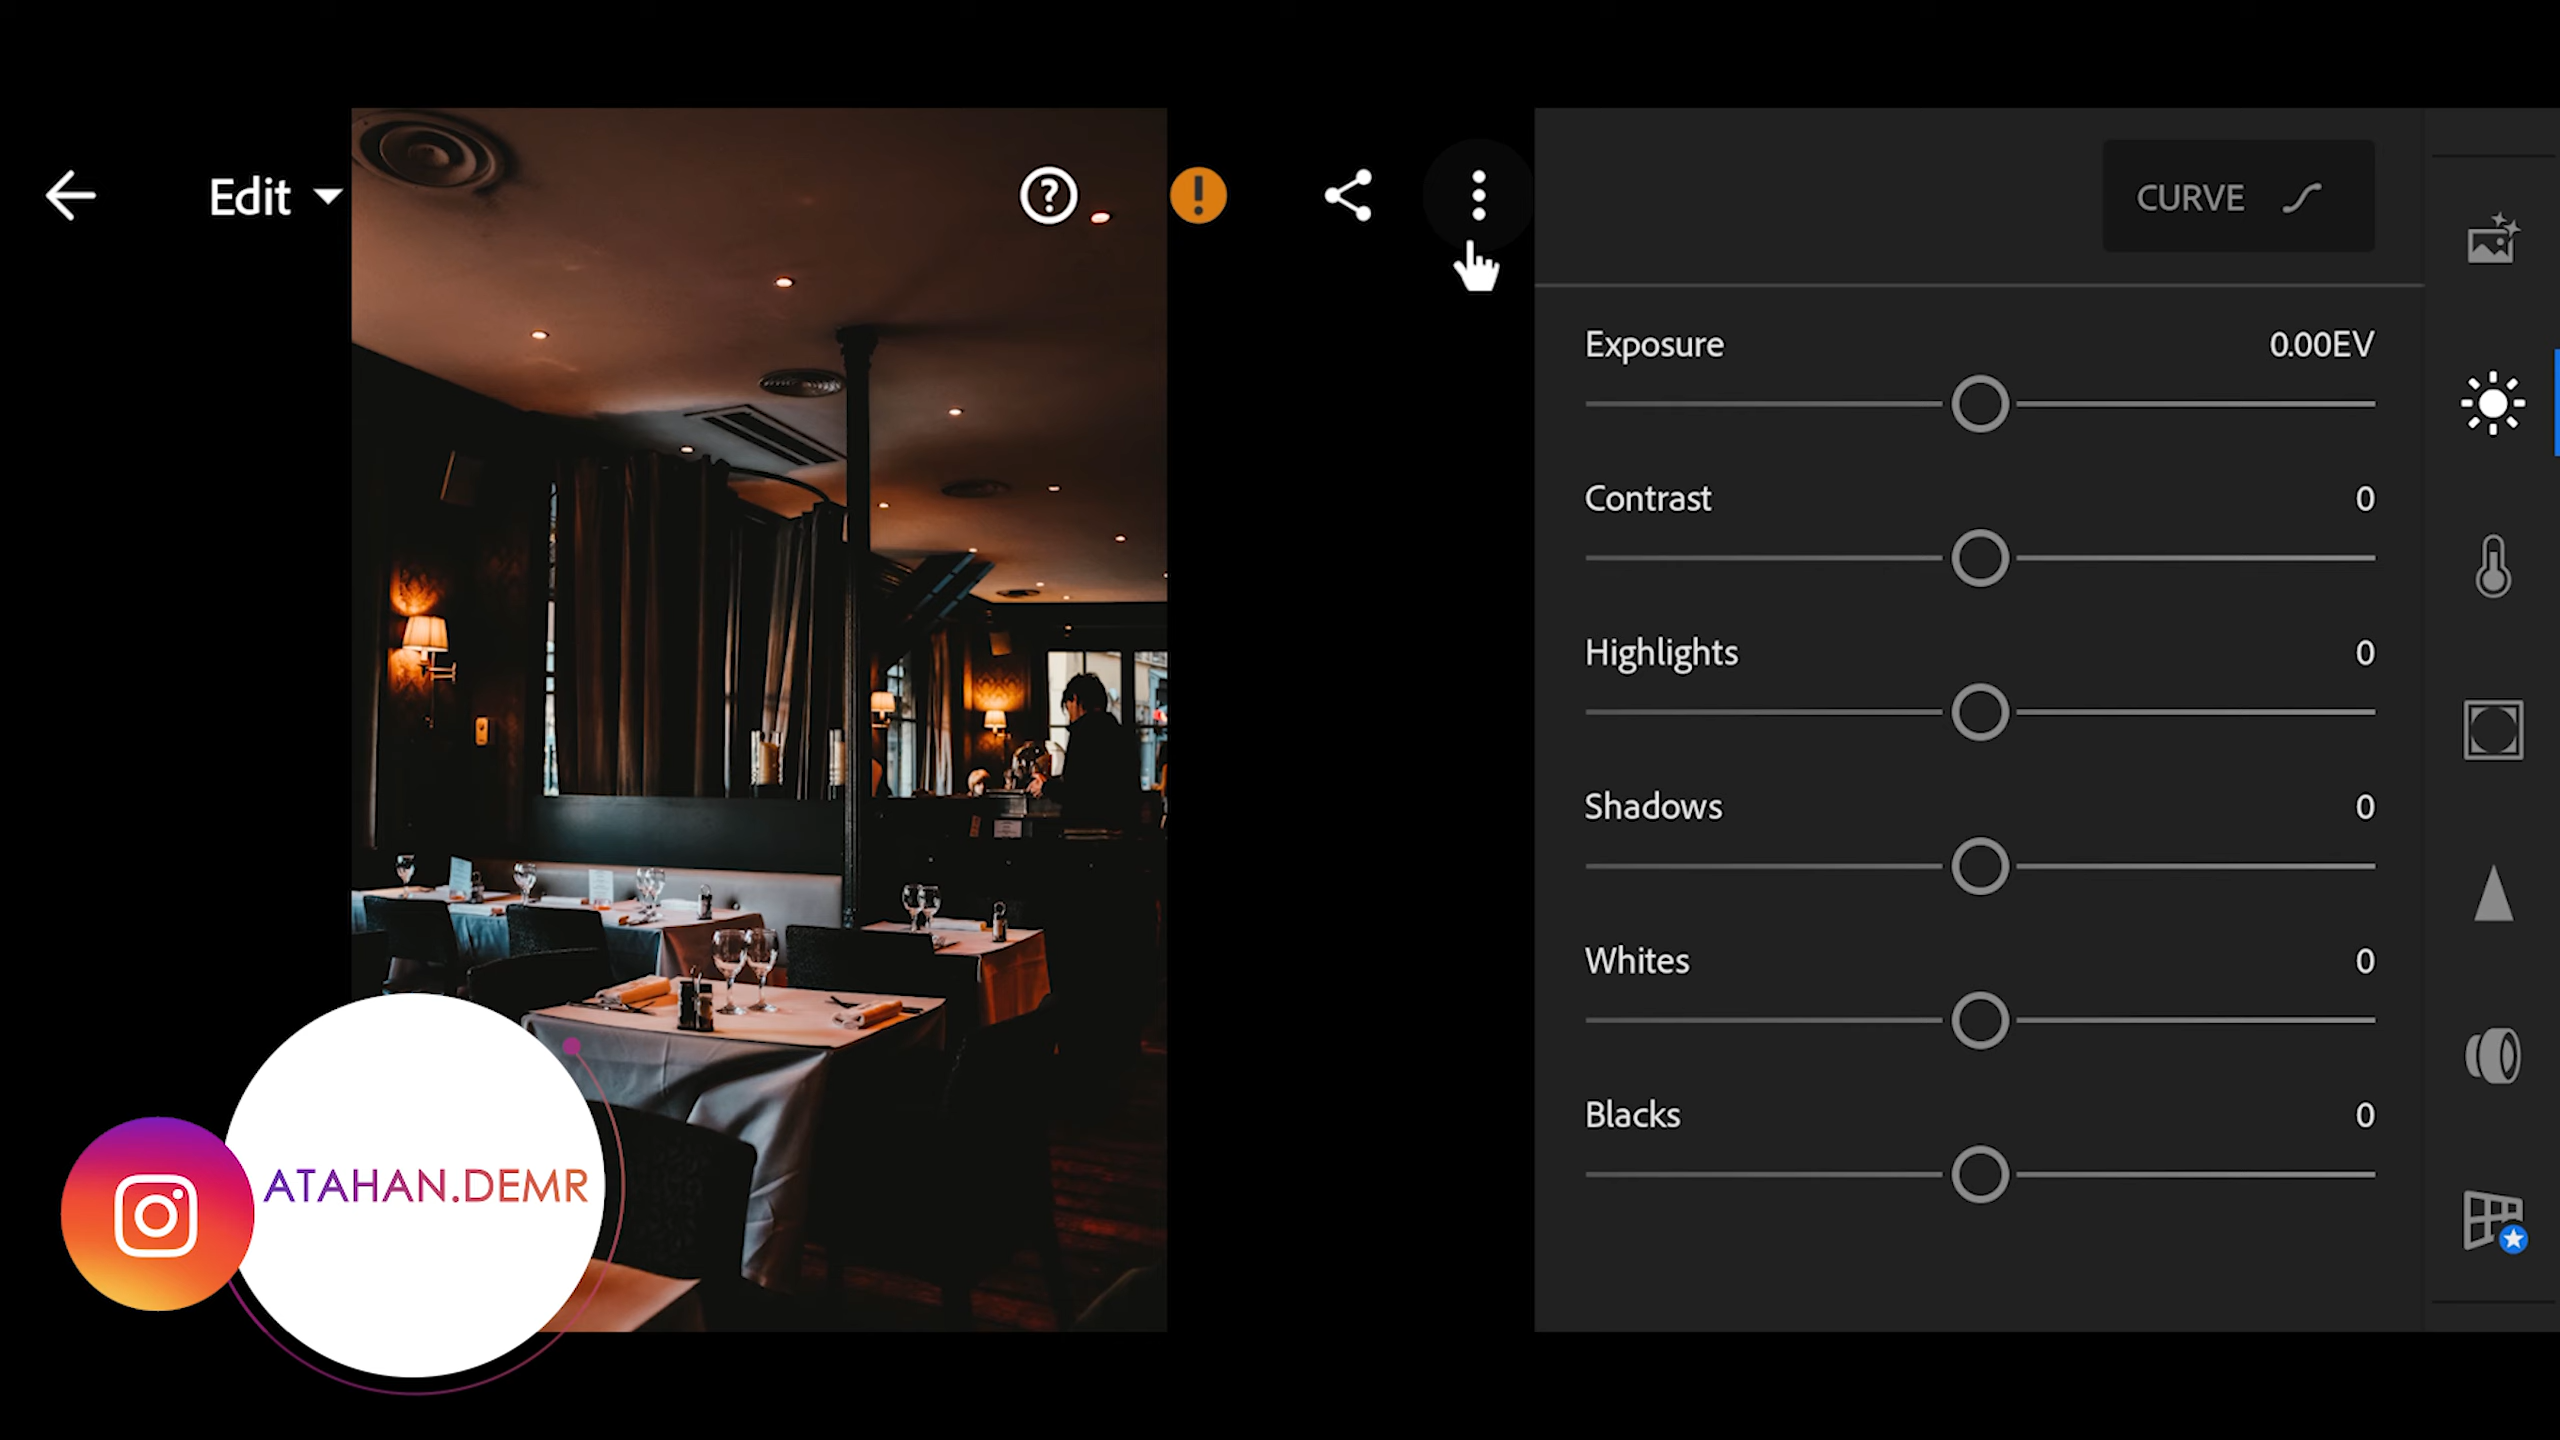 Edit
CURVE
Exposure 0.00EV
Contrast 0
Highlights 0
Shadows 0
Whites 0
Blacks 0
ATAHAN.DEMR